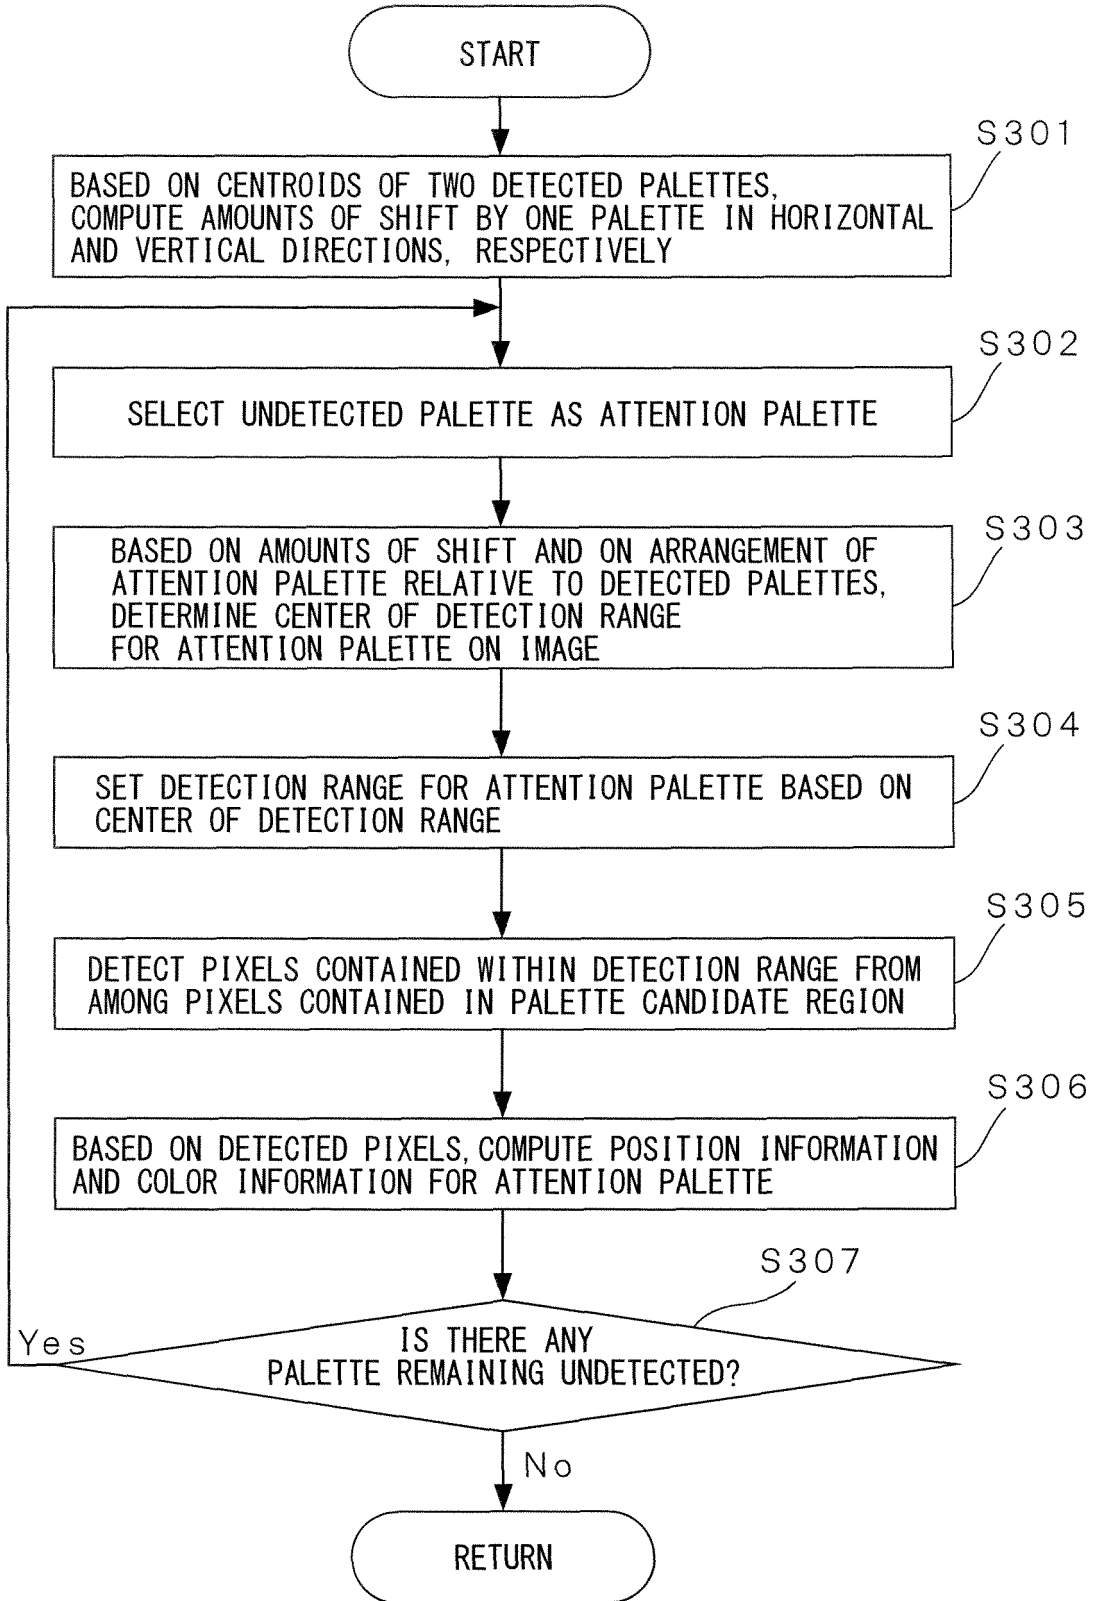 START
S301
BASED ON CENTROIDS OF TWO DETECTED PALETTES,
COMPUTE AMOUNTS OF SHIFT BY ONE PALETTE IN HORIZONTAL
AND VERTICAL DIRECTIONS, RESPECTIVELY
S302
SELECT UNDETECTED PALETTE AS ATTENTION PALETTE
S303
BASED ON AMOUNTS OF SHIFT AND ON ARRANGEMENT OF
ATTENTION PALETTE RELATIVE TO DETECTED PALETTES,
DETERMINE CENTER OF DETECTION RANGE
FOR ATTENTION PALETTE ON IMAGE
S304
SET DETECTION RANGE FOR ATTENTION PALETTE BASED ON
CENTER OF DETECTION RANGE
S305
DETECT PIXELS CONTAINED WITHIN DETECTION RANGE FROM
AMONG PIXELS CONTAINED IN PALETTE CANDIDATE REGION
S306
BASED ON DETECTED PIXELS, COMPUTE POSITION INFORMATION
AND COLOR INFORMATION FOR ATTENTION PALETTE
S307
Yes
IS THERE ANY
PALETTE REMAINING UNDETECTED?
No
RETURN